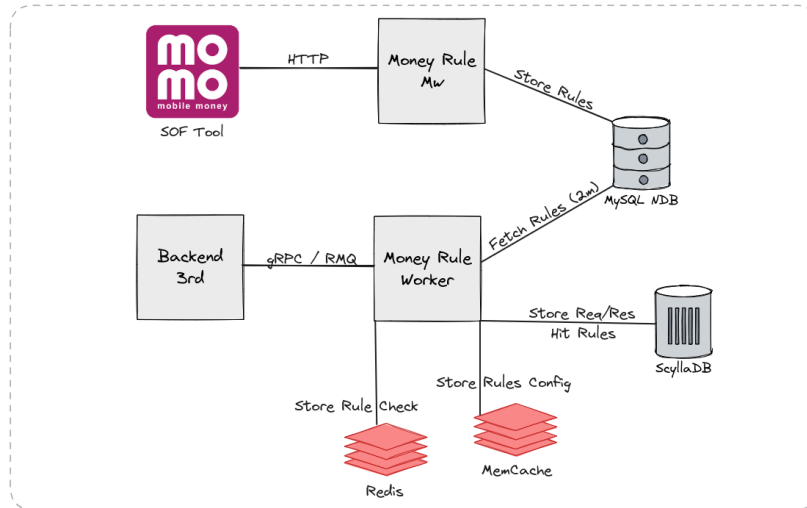 mo
mo
mobile money
SOF Tool
HTTP
Money Rule
Mw
Store Rules
MySQL NDB
Fetch Rules (2m)
Backend
3rd
gRPC / RMQ
Money Rule
Worker
Store Req/Res
Hit Rules
ScyllaDB
Store Rules Config
Store Rule Check
MemCache
Redis